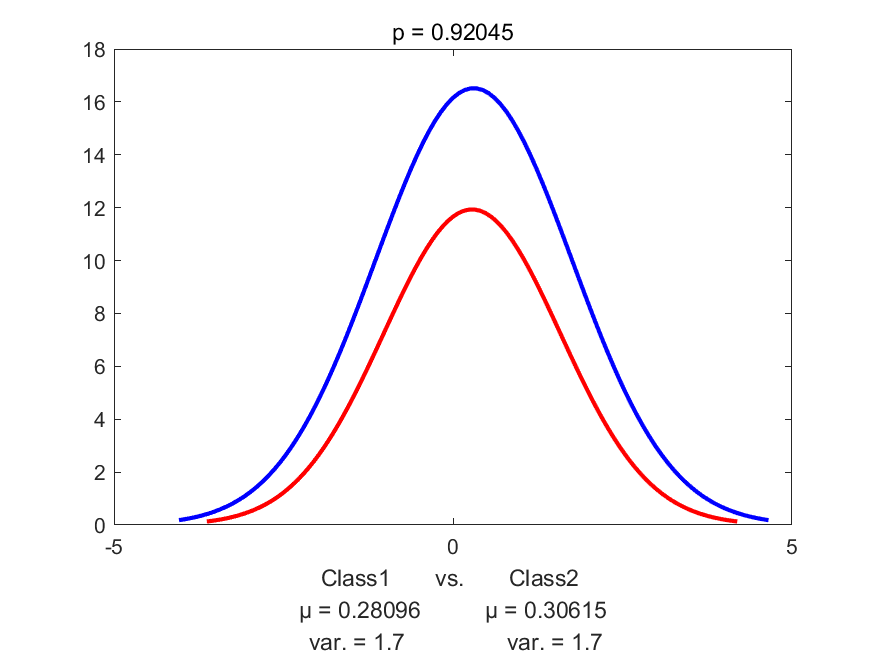 p = 0.92045
18
16
14
12
10
8
6
4
2
0
-5 0 5
Class1 vs. Class2
μ = 0.28096 μ = 0.30615
var. = 1.7 var. = 1.7